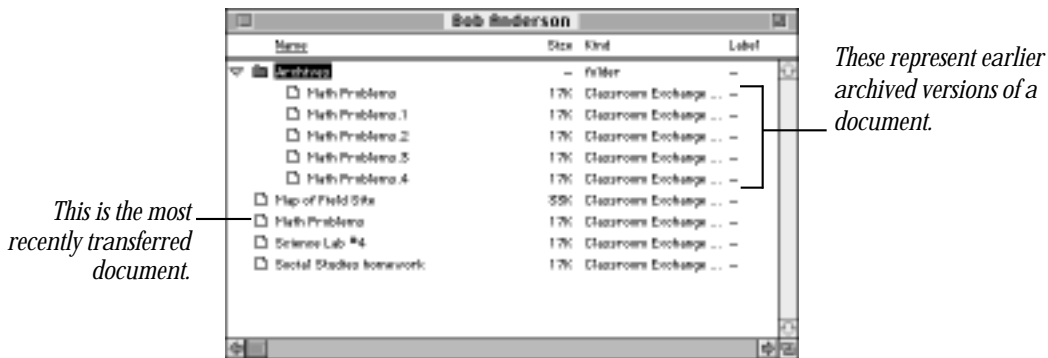 Bob Anderson
Name Size Kind Label
Archives – folder –
Math Problems 17K Classroom Exchange ... –
Math Problems.1 17K Classroom Exchange ... –
Math Problems.2 17K Classroom Exchange ... –
Math Problems.3 17K Classroom Exchange ... –
Math Problems.4 17K Classroom Exchange ... –
Map of Field Site 33K Classroom Exchange ... –
Math Problems 17K Classroom Exchange ... –
Science Lab #4 17K Classroom Exchange ... –
Social Studies homework 17K Classroom Exchange ... –
These represent earlier
archived versions of a
document.
This is the most
recently transferred
document.